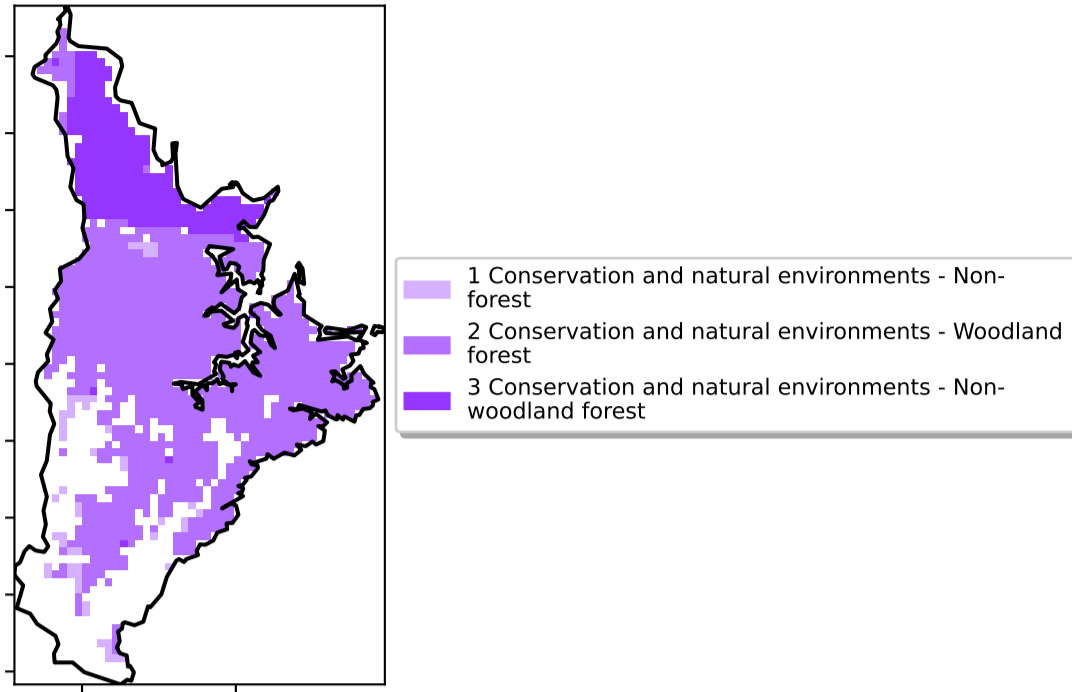 1 Conservation and natural environments - Non-
forest
2 Conservation and natural environments - Woodland
forest
3 Conservation and natural environments - Non-
woodland forest